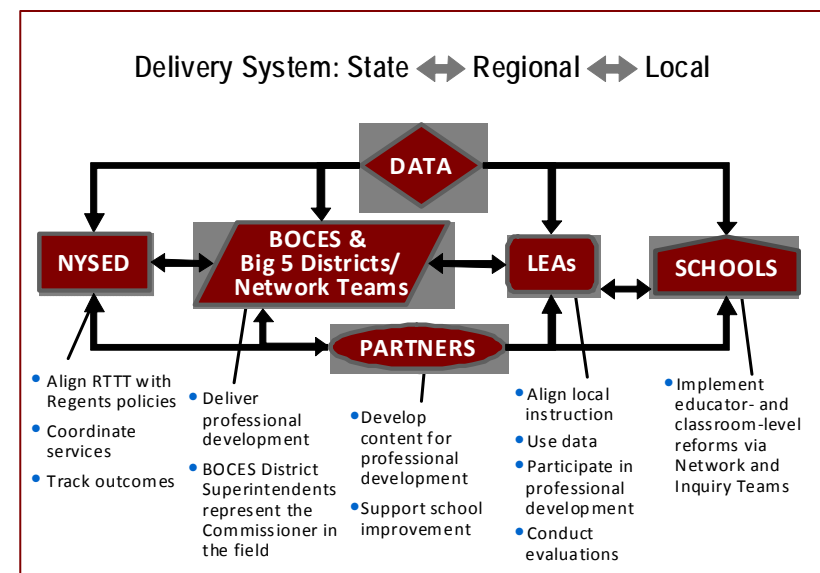 Delivery System: State Regional Local
DATA
NYSED
BOCES &
Big 5 Districts/
Network Teams
LEAs
SCHOOLS
PARTNERS
• Align RTTT with
Regents policies
• Coordinate
services
• Track outcomes
• Deliver
professional
development
• BOCES District
Superintendents
represent the
Commissioner in
the field
• Develop
content for
professional
development
• Support school
improvement
• Align local
instruction
• Use data
• Participate in
professional
development
• Conduct
evaluations
• Implement
educator- and
classroom-level
reforms via
Network and
Inquiry Teams